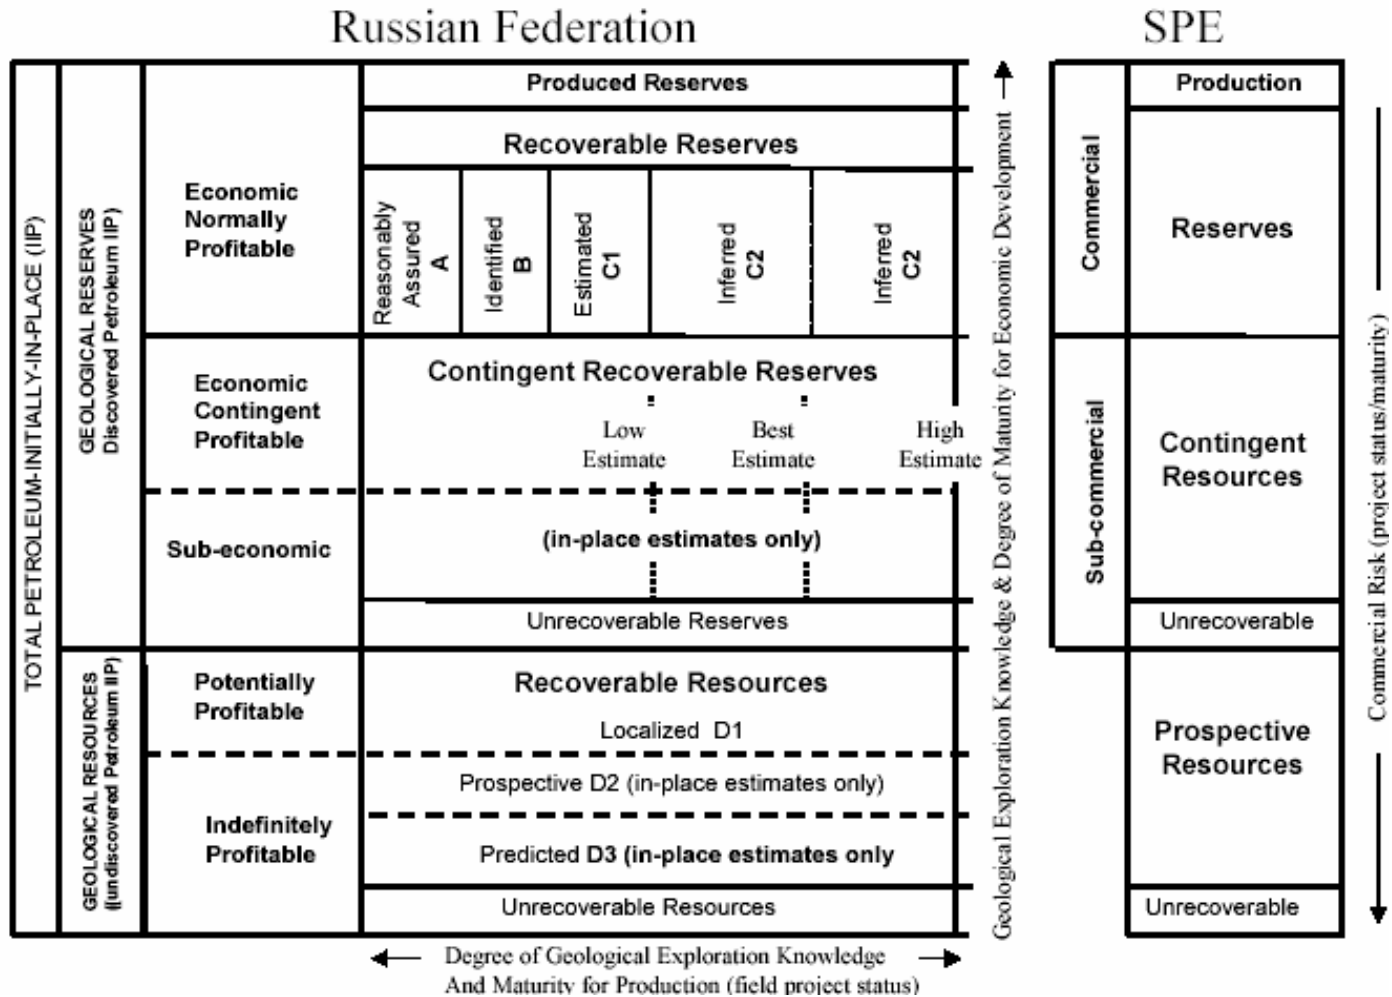 Russian Federation
SPE
TOTAL PETROLEUM-INITIALLY-IN-PLACE (IIP)
GEOLOGICAL RESERVES
Discovered Petroleum IIP)
Economic
Normally
Profitable
Produced Reserves
Recoverable Reserves
Reasonably
Assured
A
Identified
B
Estimated
C1
Inferred
C2
Inferred
C2
Economic
Contingent
Profitable
Contingent Recoverable Reserves
Low
Estimate
Best
Estimate
High
Estimate
Sub-economic
(in-place estimates only)
Unrecoverable Reserves
GEOLOGICAL RESOURCES
((undiscovered Petroleum IIP)
Potentially
Profitable
Recoverable Resources
Localized D1
Indefinitely
Profitable
Prospective D2 (in-place estimates only)
Predicted D3 (in-place estimates only
Unrecoverable Resources
Degree of Geological Exploration Knowledge
And Maturity for Production (field project status)
Geological Exploration Knowledge & Degree of Maturity for Economic Development
Commercial
Production
Reserves
Sub-commercial
Contingent
Resources
Unrecoverable
Prospective
Resources
Unrecoverable
Commercial Risk (project status/maturity)